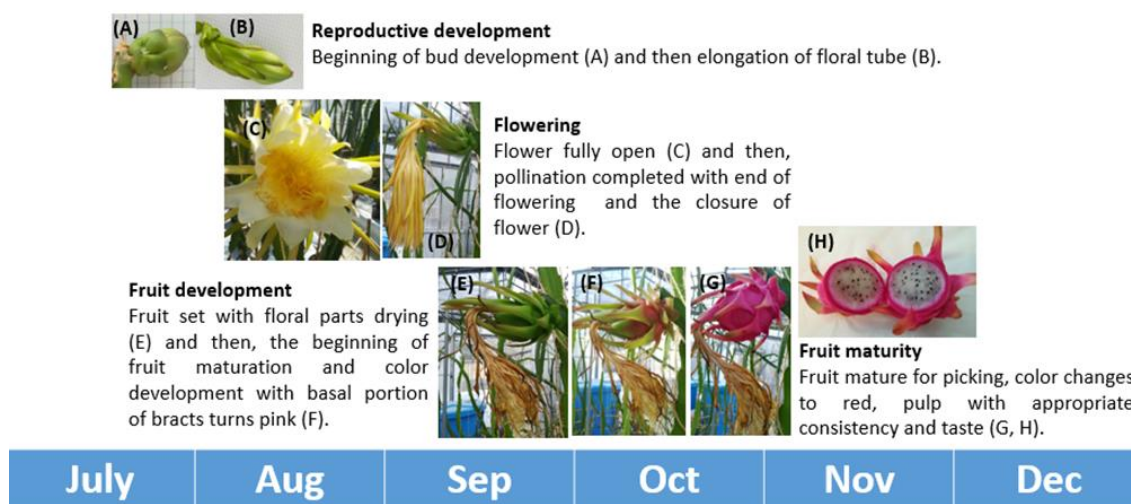 (A)
(B)
Reproductive development
Beginning of bud development (A) and then elongation of floral tube (B).
(C)
(D)
Flowering
Flower fully open (C) and then,
pollination completed with end of
flowering and the closure of
flower (D).
(H)
Fruit development
Fruit set with floral parts drying
(E) and then, the beginning of
fruit maturation and color
development with basal portion
of bracts turns pink (F).
(E)
(F)
(G)
Fruit maturity
Fruit mature for picking, color changes
to red, pulp with appropriate
consistency and taste (G, H).
July Aug Sep Oct Nov Dec